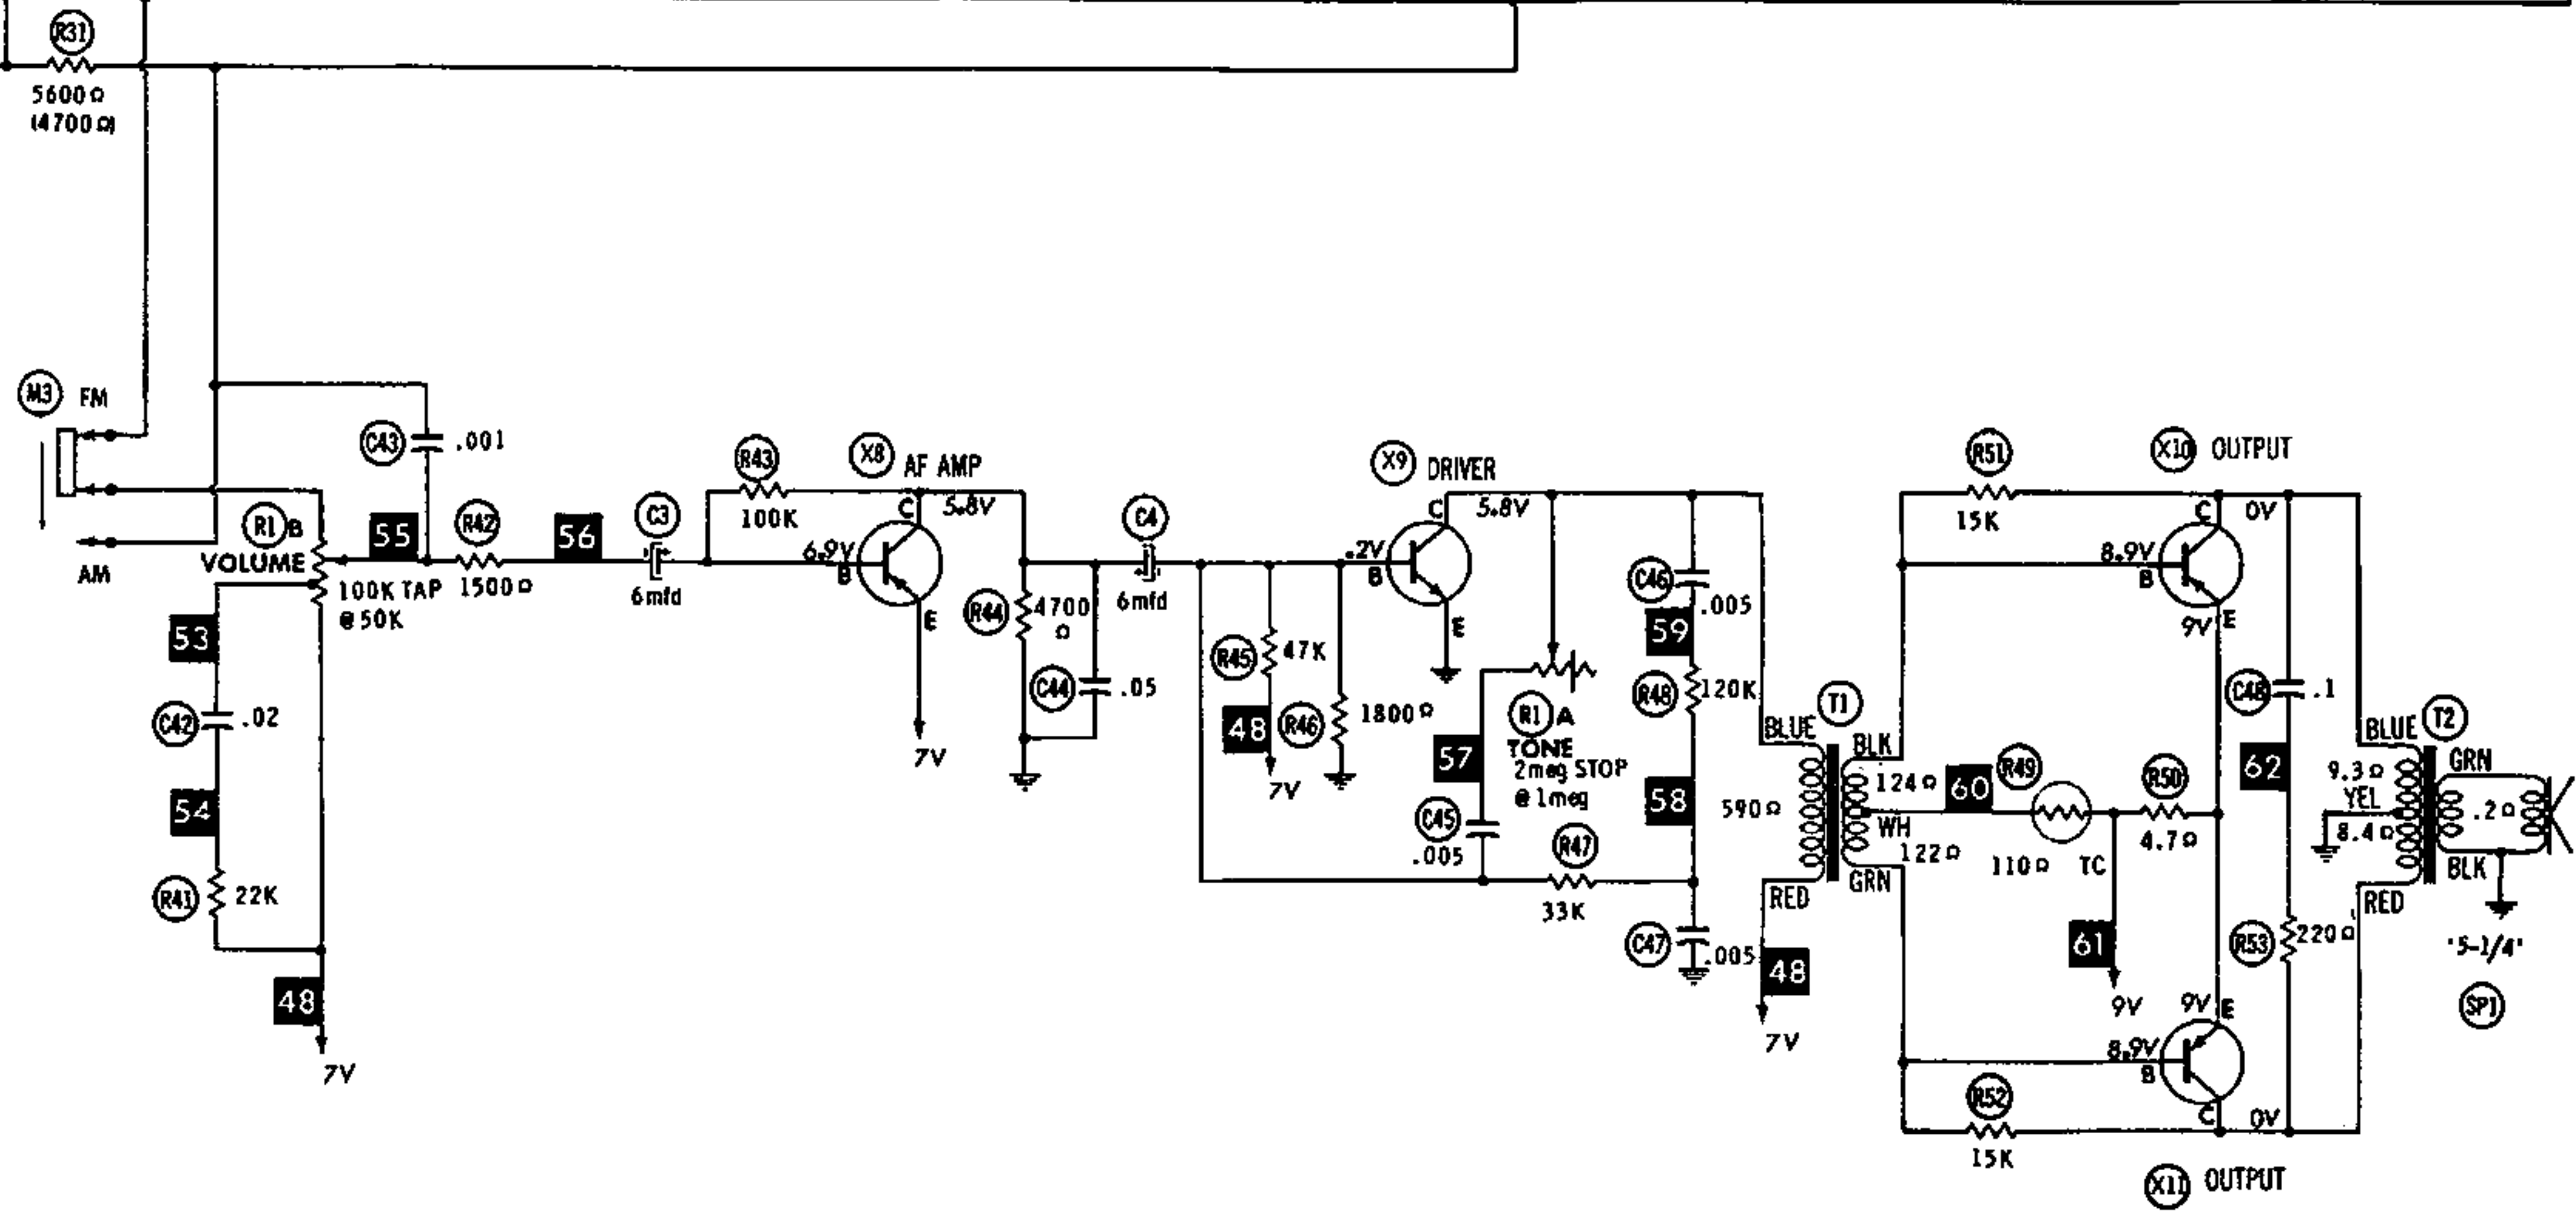 R31
5600Ω
(4700Ω)
M3 FM
AM
C43 .001
R1 B
VOLUME
100K TAP
@50K
55
R42
1500Ω
56
C3
6mfd
53
C42 .02
54
R41 22K
48
7V
R43
100K
X8 AF AMP
C
5.8V
6.9V
B
E
7V
R44
4700
Ω
C44 .05
C4
6mfd
R45 47K
48
7V
R46 1800Ω
X9 DRIVER
C
5.8V
.2V
B
E
57
R1 A
TONE
2meg STOP
@1meg
C45
.005
R47
33K
C46
.005
59
R48 120K
58
C47 .005
T1
BLUE
590Ω
RED
48
7V
BLK
124Ω
WH
122Ω
GRN
60
R49
110Ω TC
R50
4.7Ω
61
9V
R51
15K
X10 OUTPUT
C 0V
8.9V
B
9V E
C48 .1
62
R53 220Ω
9V E
8.9V
B
C 0V
R52
15K
X11 OUTPUT
T2
BLUE
9.3Ω
YEL
8.4Ω
RED
GRN
.2Ω
BLK
5-1/4"
SP1